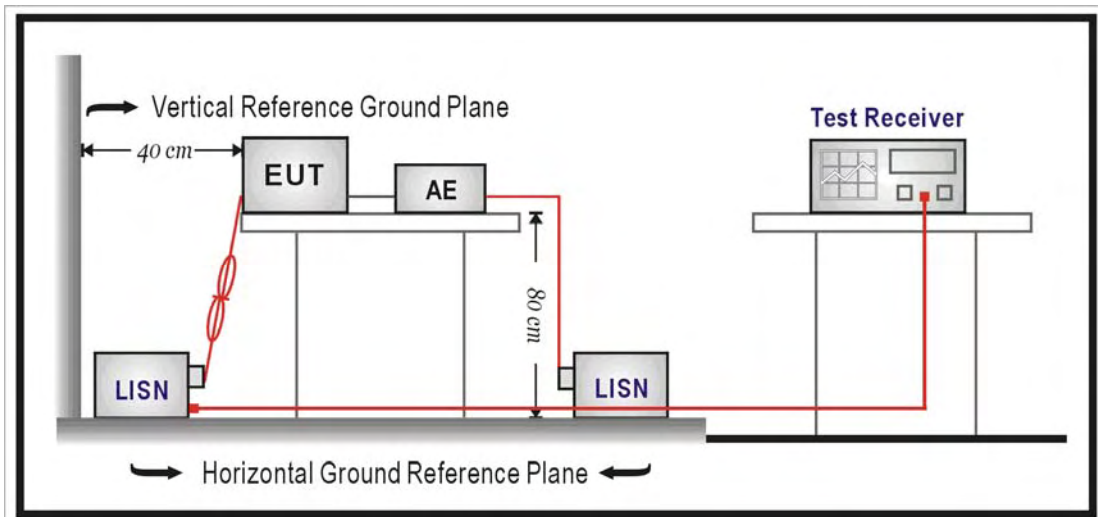 Vertical Reference Ground Plane
Test Receiver
40 cm
EUT
AE
80 cm
LISN
LISN
Horizontal Ground Reference Plane